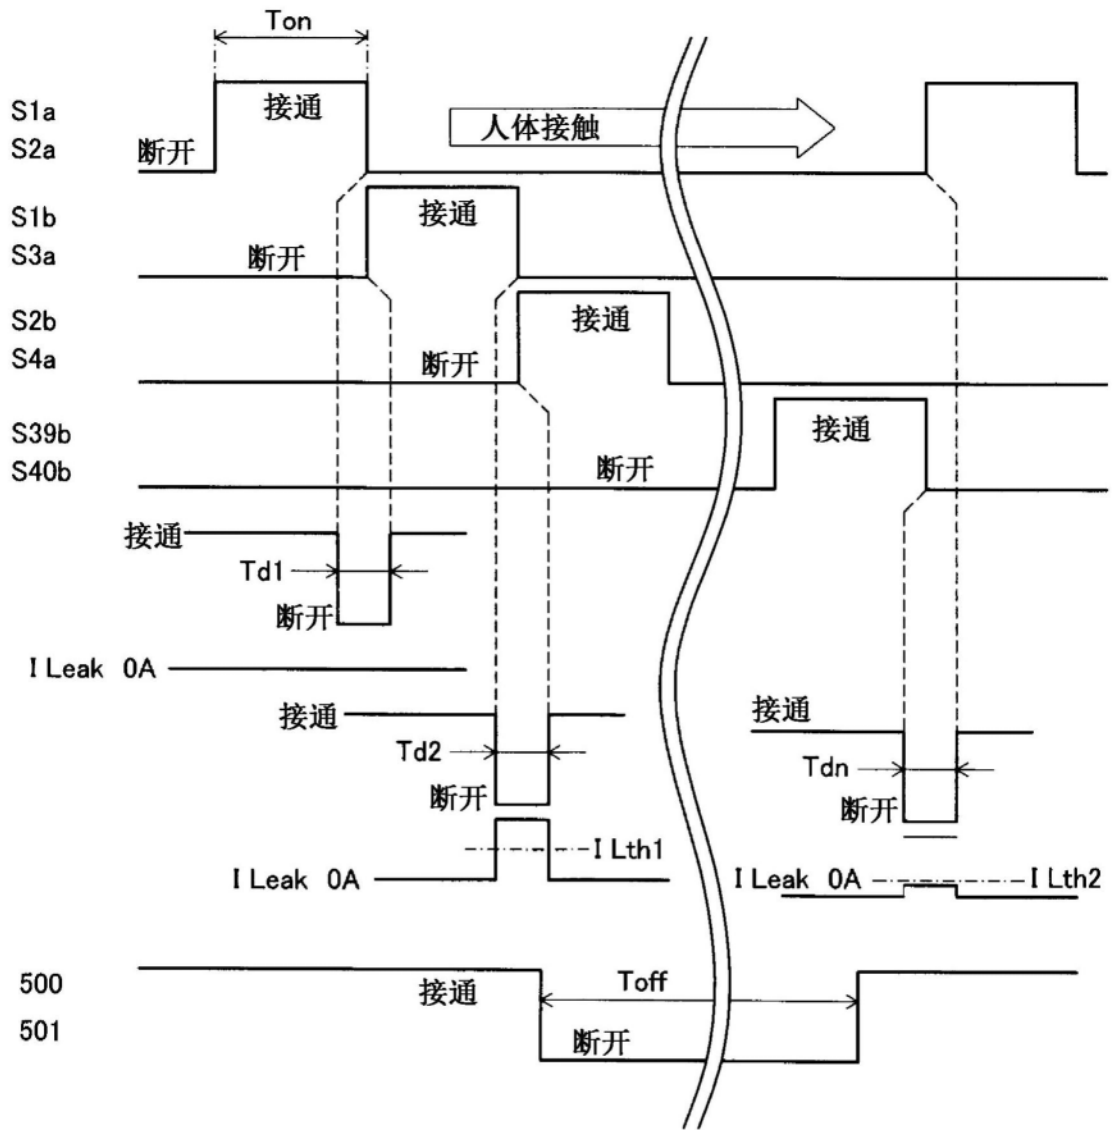 Ton
S1a
接通
人体接触
S2a
断开
S1b
接通
S3a
断开
S2b
接通
S4a
断开
S39b
接通
S40b
断开
接通
Td1
断开
I Leak 0A
接通
接通
Td2
Tdn
断开
断开
I Lth1
I Leak 0A
I Leak 0A
I Lth2
500
接通
Toff
501
断开